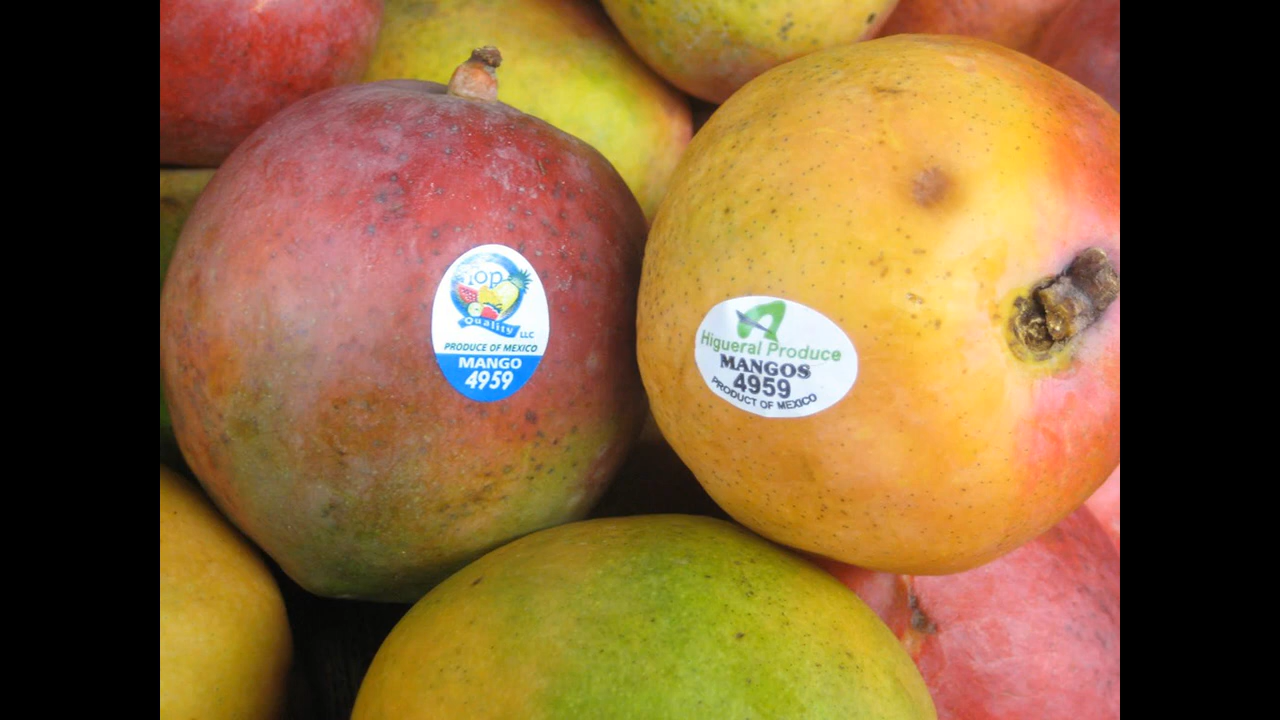 Top
Quality LLC
PRODUCE OF MEXICO
MANGO
4959
Higueral Produce
MANGOS
4959
PRODUCT OF MEXICO